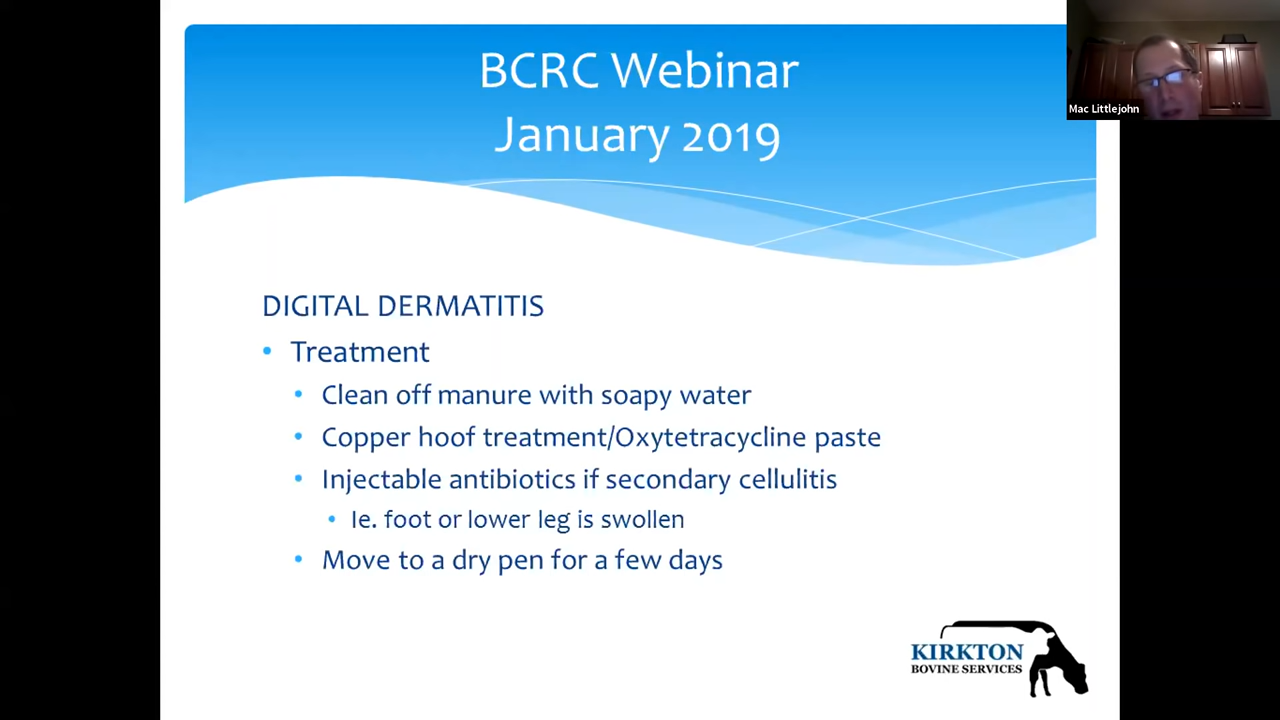 BCRC Webinar
January 2019
Mac Littlejohn
DIGITAL DERMATITIS
• Treatment
• Clean off manure with soapy water
• Copper hoof treatment/Oxytetracycline paste
• Injectable antibiotics if secondary cellulitis
• Ie. foot or lower leg is swollen
• Move to a dry pen for a few days
KIRKTON
BOVINE SERVICES